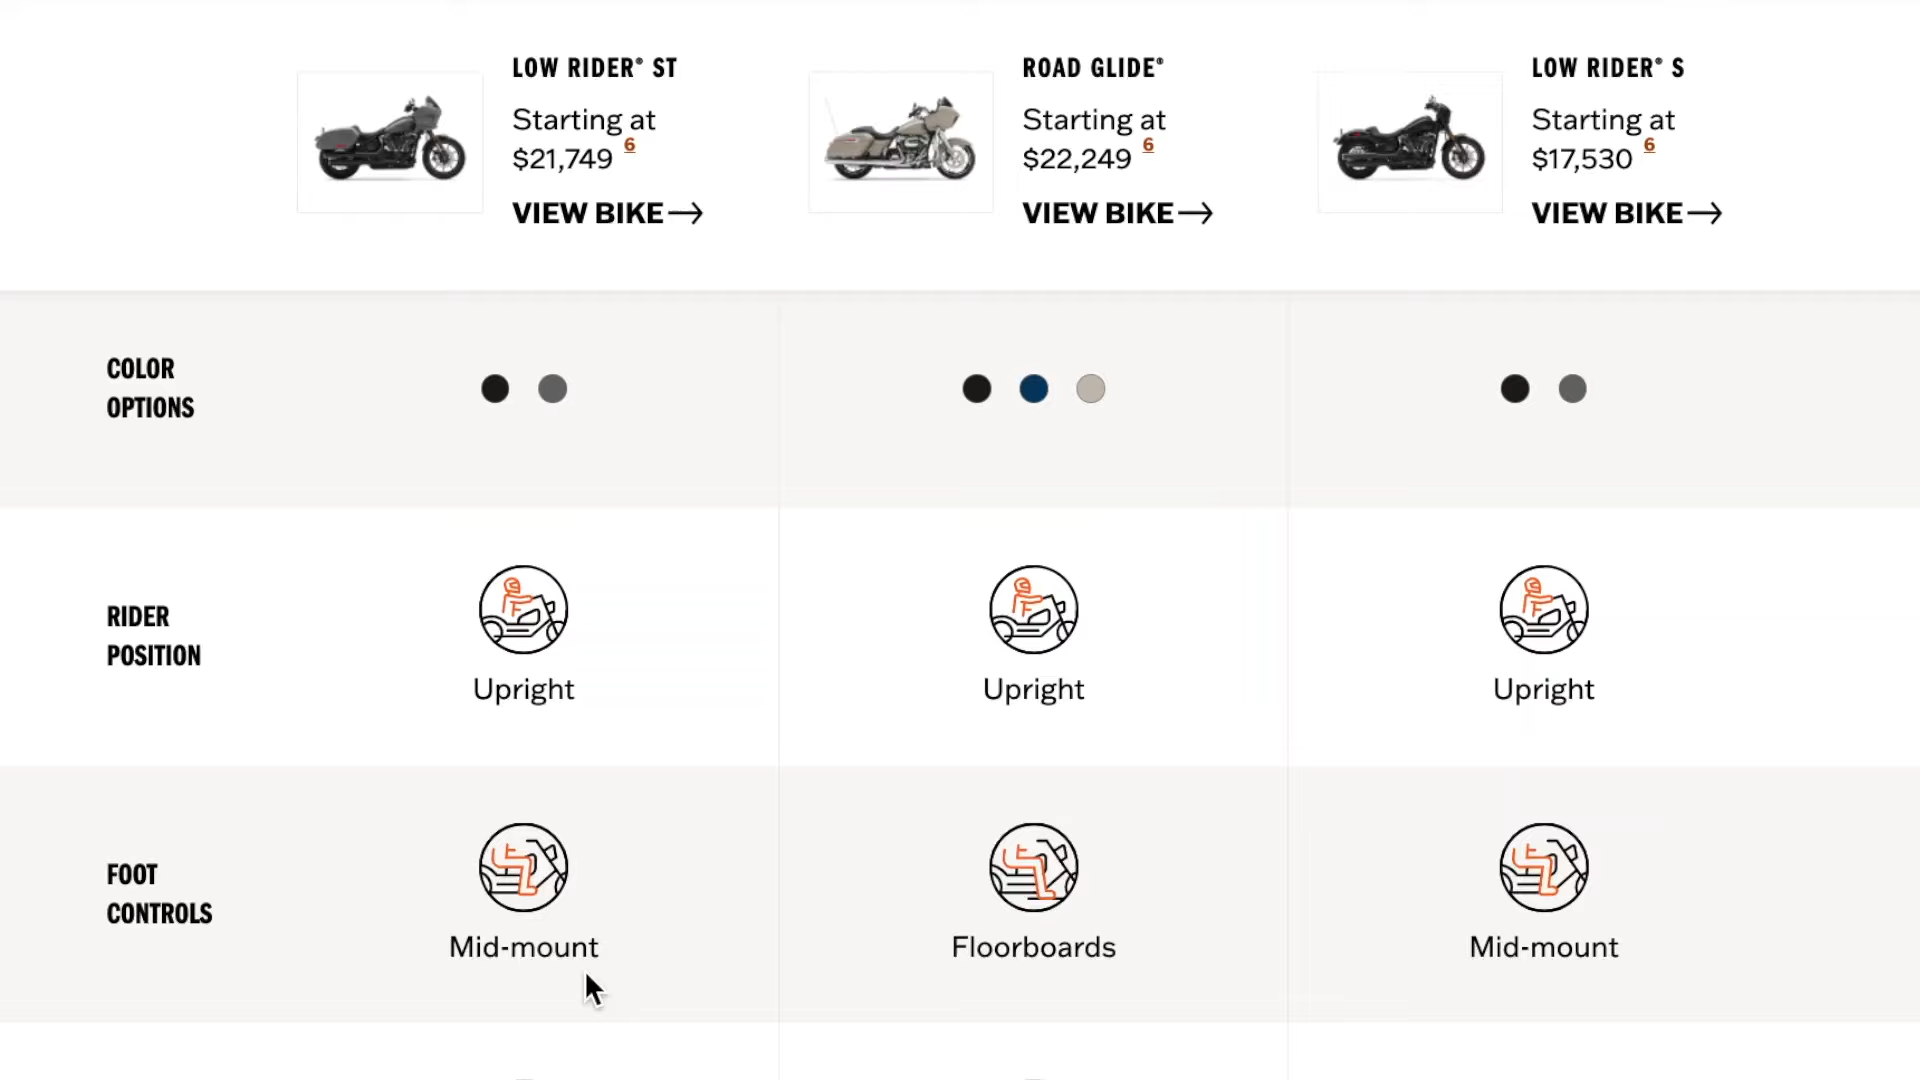 LOW RIDER® ST
Starting at
$21,749 6
VIEW BIKE→
ROAD GLIDE®
Starting at
$22,249 6
VIEW BIKE→
LOW RIDER® S
Starting at
$17,530 6
VIEW BIKE→
COLOR
OPTIONS
RIDER
POSITION
Upright
Upright
Upright
FOOT
CONTROLS
Mid-mount
Floorboards
Mid-mount